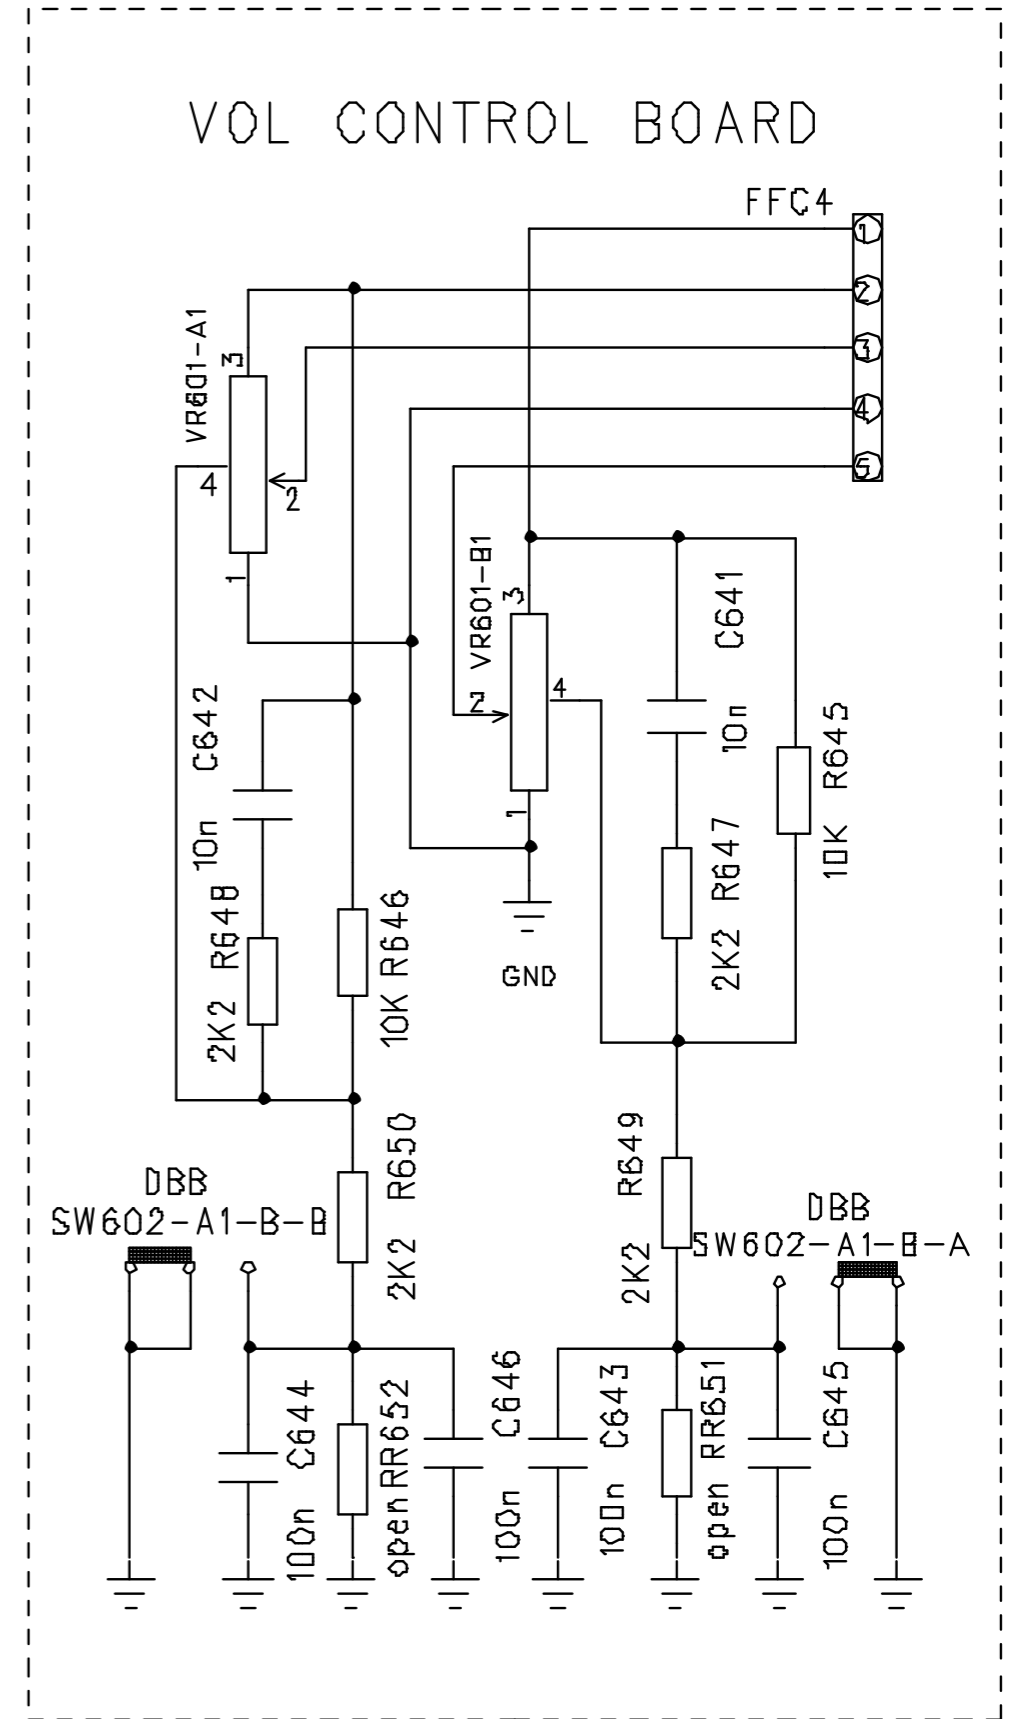 VOL CONTROL BOARD
FFC4
1
2
3
4
5
VR601-A1
3
4
2
1
VR601-B1
3
2
4
1
C641
10n
R645
10K
C642
10n
R647
2K2
R648
2K2
R646
10K
GND
R650
2K2
R649
2K2
DBB
SW602-A1-B-B
DBB
SW602-A1-B-A
C644
100n
RR652
open
C646
100n
C643
100n
RR651
open
C645
100n